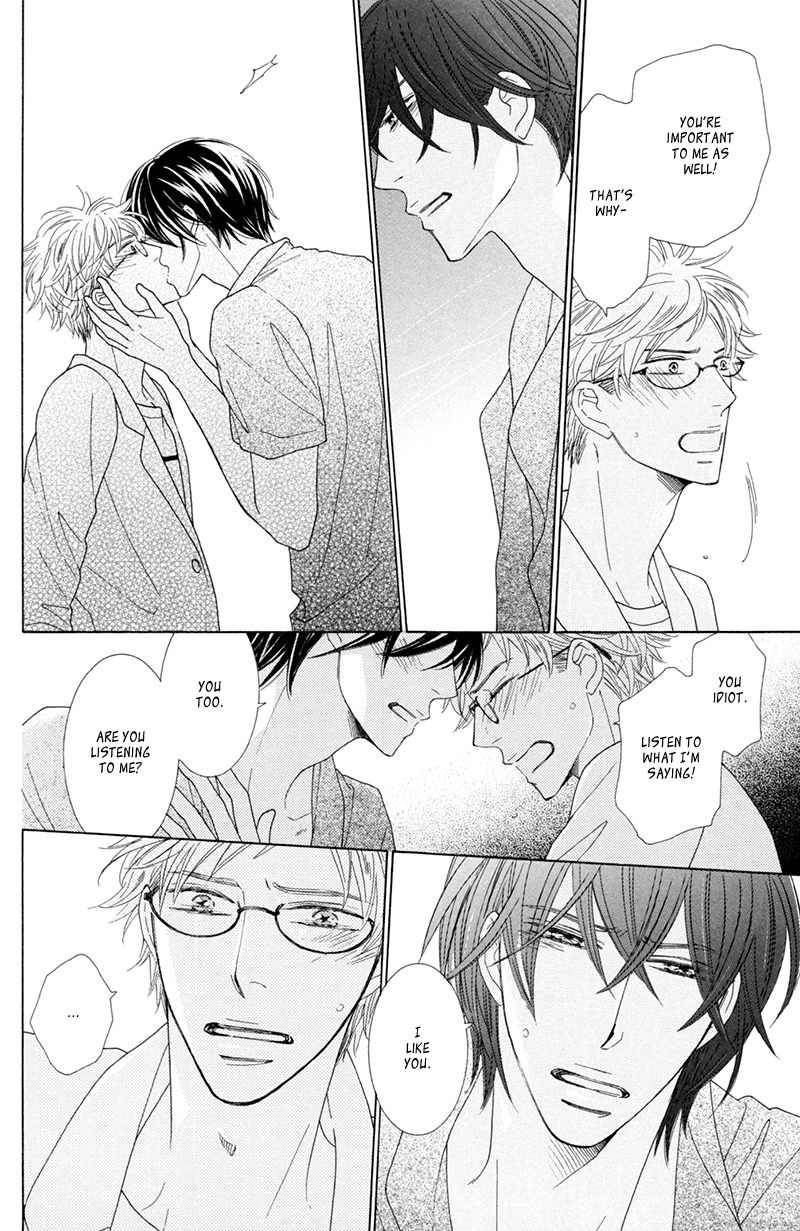 YOU'RE
IMPORTANT
TO ME AS
WELL!
THAT'S
WHY-
YOU
IDIOT.
LISTEN TO
WHAT I'M
SAYING!
YOU
TOO.
ARE YOU
LISTENING
TO ME?
I
LIKE
YOU.
...